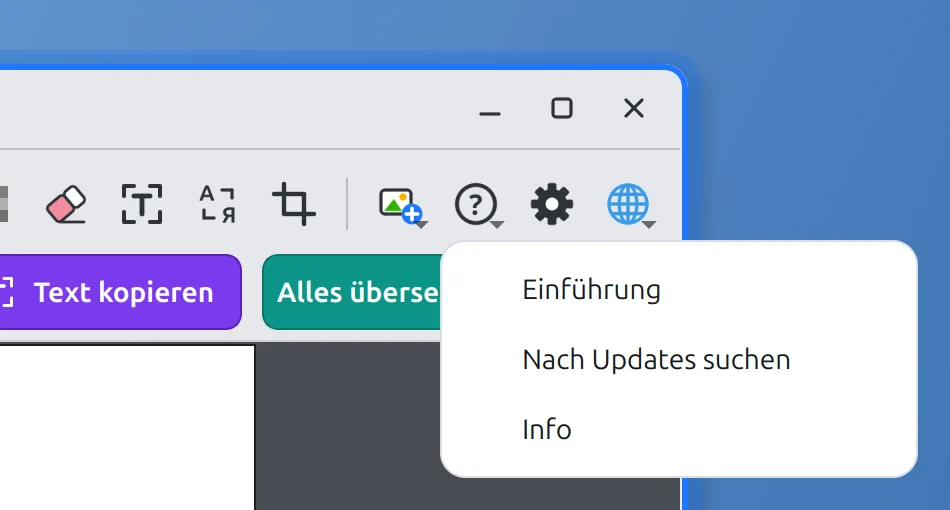 Text kopieren
Alles überse
Einführung
Nach Updates suchen
Info